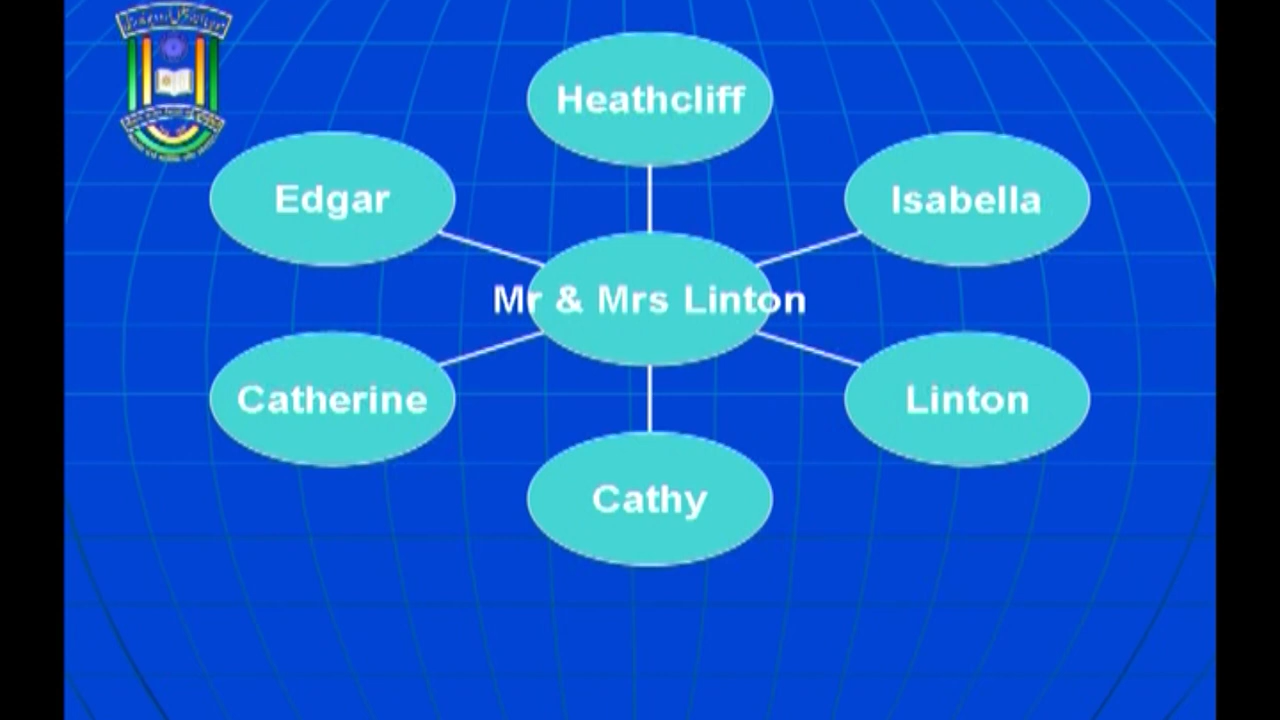 Heathcliff
Edgar
Isabella
Mr & Mrs Linton
Catherine
Linton
Cathy